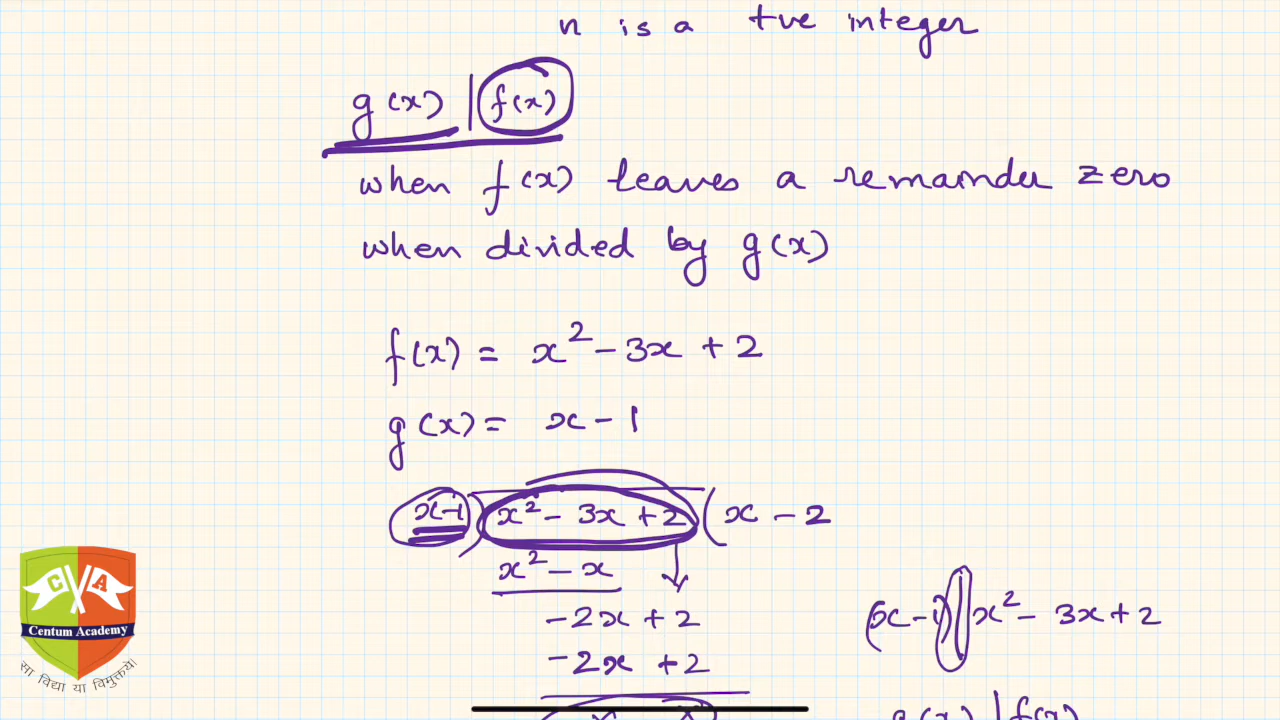 n is a +ve integer
g(x) | f(x)
when f(x) leaves a remainder zero
when divided by g(x)
f(x) = x² - 3x + 2
g(x) = x - 1
x-1 ) x² - 3x + 2 ( x - 2
x² - x
-2x + 2
-2x + 2
(x - 1) | x² - 3x + 2
g(x) | f(x)
C A
Centum Academy
सा विद्या या विमुक्तये